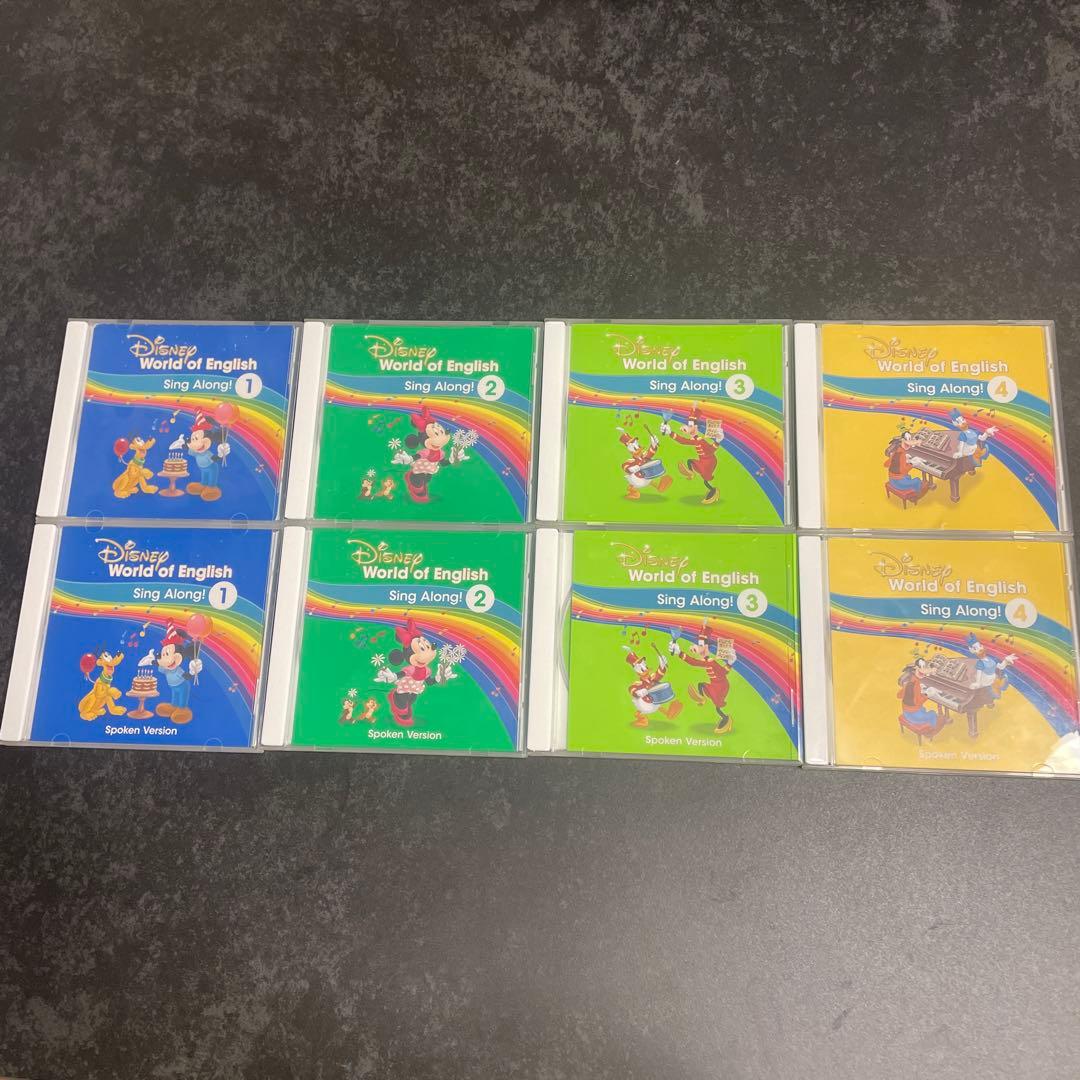 Disney
World of English
Sing Along! 1
Disney
World of English
Sing Along! 2
Disney
World of English
Sing Along! 3
Disney
World of English
Sing Along! 4
Disney
World of English
Sing Along! 1
Spoken Version
Disney
World of English
Sing Along! 2
Spoken Version
Disney
World of English
Sing Along! 3
Spoken Version
Disney
World of English
Sing Along! 4
Spoken Version